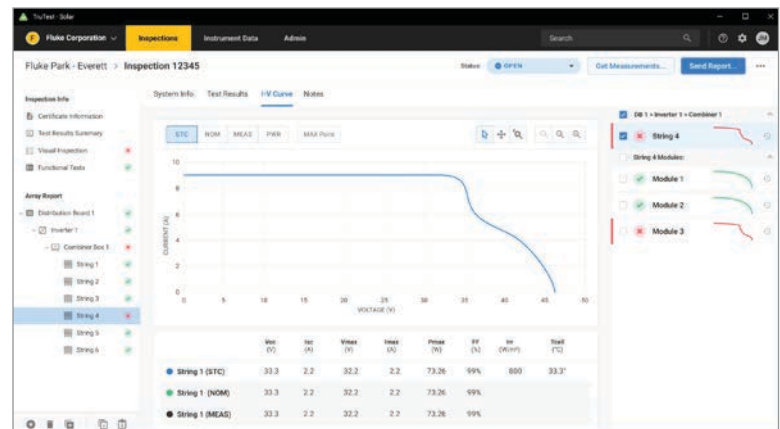 TruTest - Solar
Fluke Corporation
Inspections
Instrument Data
Admin
Search
JM
Fluke Park - Everett > Inspection 12345
Status
OPEN
Get Measurements...
Send Report...
Inspection Info
Certificate Information
Test Results Summary
Visual Inspection
Functional Tests
Array Report
Distribution Board 1
Inverter 1
Combiner Box 1
String 1
String 2
String 3
String 4
String 5
String 6
System Info
Test Results
I-V Curve
Notes
STC
NOM
MEAS
PWR
MAX Point
CURRENT (A)
10
8
6
4
2
0
0 5 10 15 20 25 30 35 40 45 50
VOLTAGE (V)
Voc (V) Isc (A) Vmax (V) Imax (A) Pmax (W) FF (%) Irr (W/m²) Tcell (°C)
String 1 (STC) 33.3 2.2 32.2 2.2 73.26 99% 800 33.3°
String 1 (NOM) 33.3 2.2 32.2 2.2 73.26 99%
String 1 (MEAS) 33.3 2.2 32.2 2.2 73.26 99%
DB 1 > Inverter 1 > Combiner 1
String 4
String 4 Modules:
Module 1
Module 2
Module 3